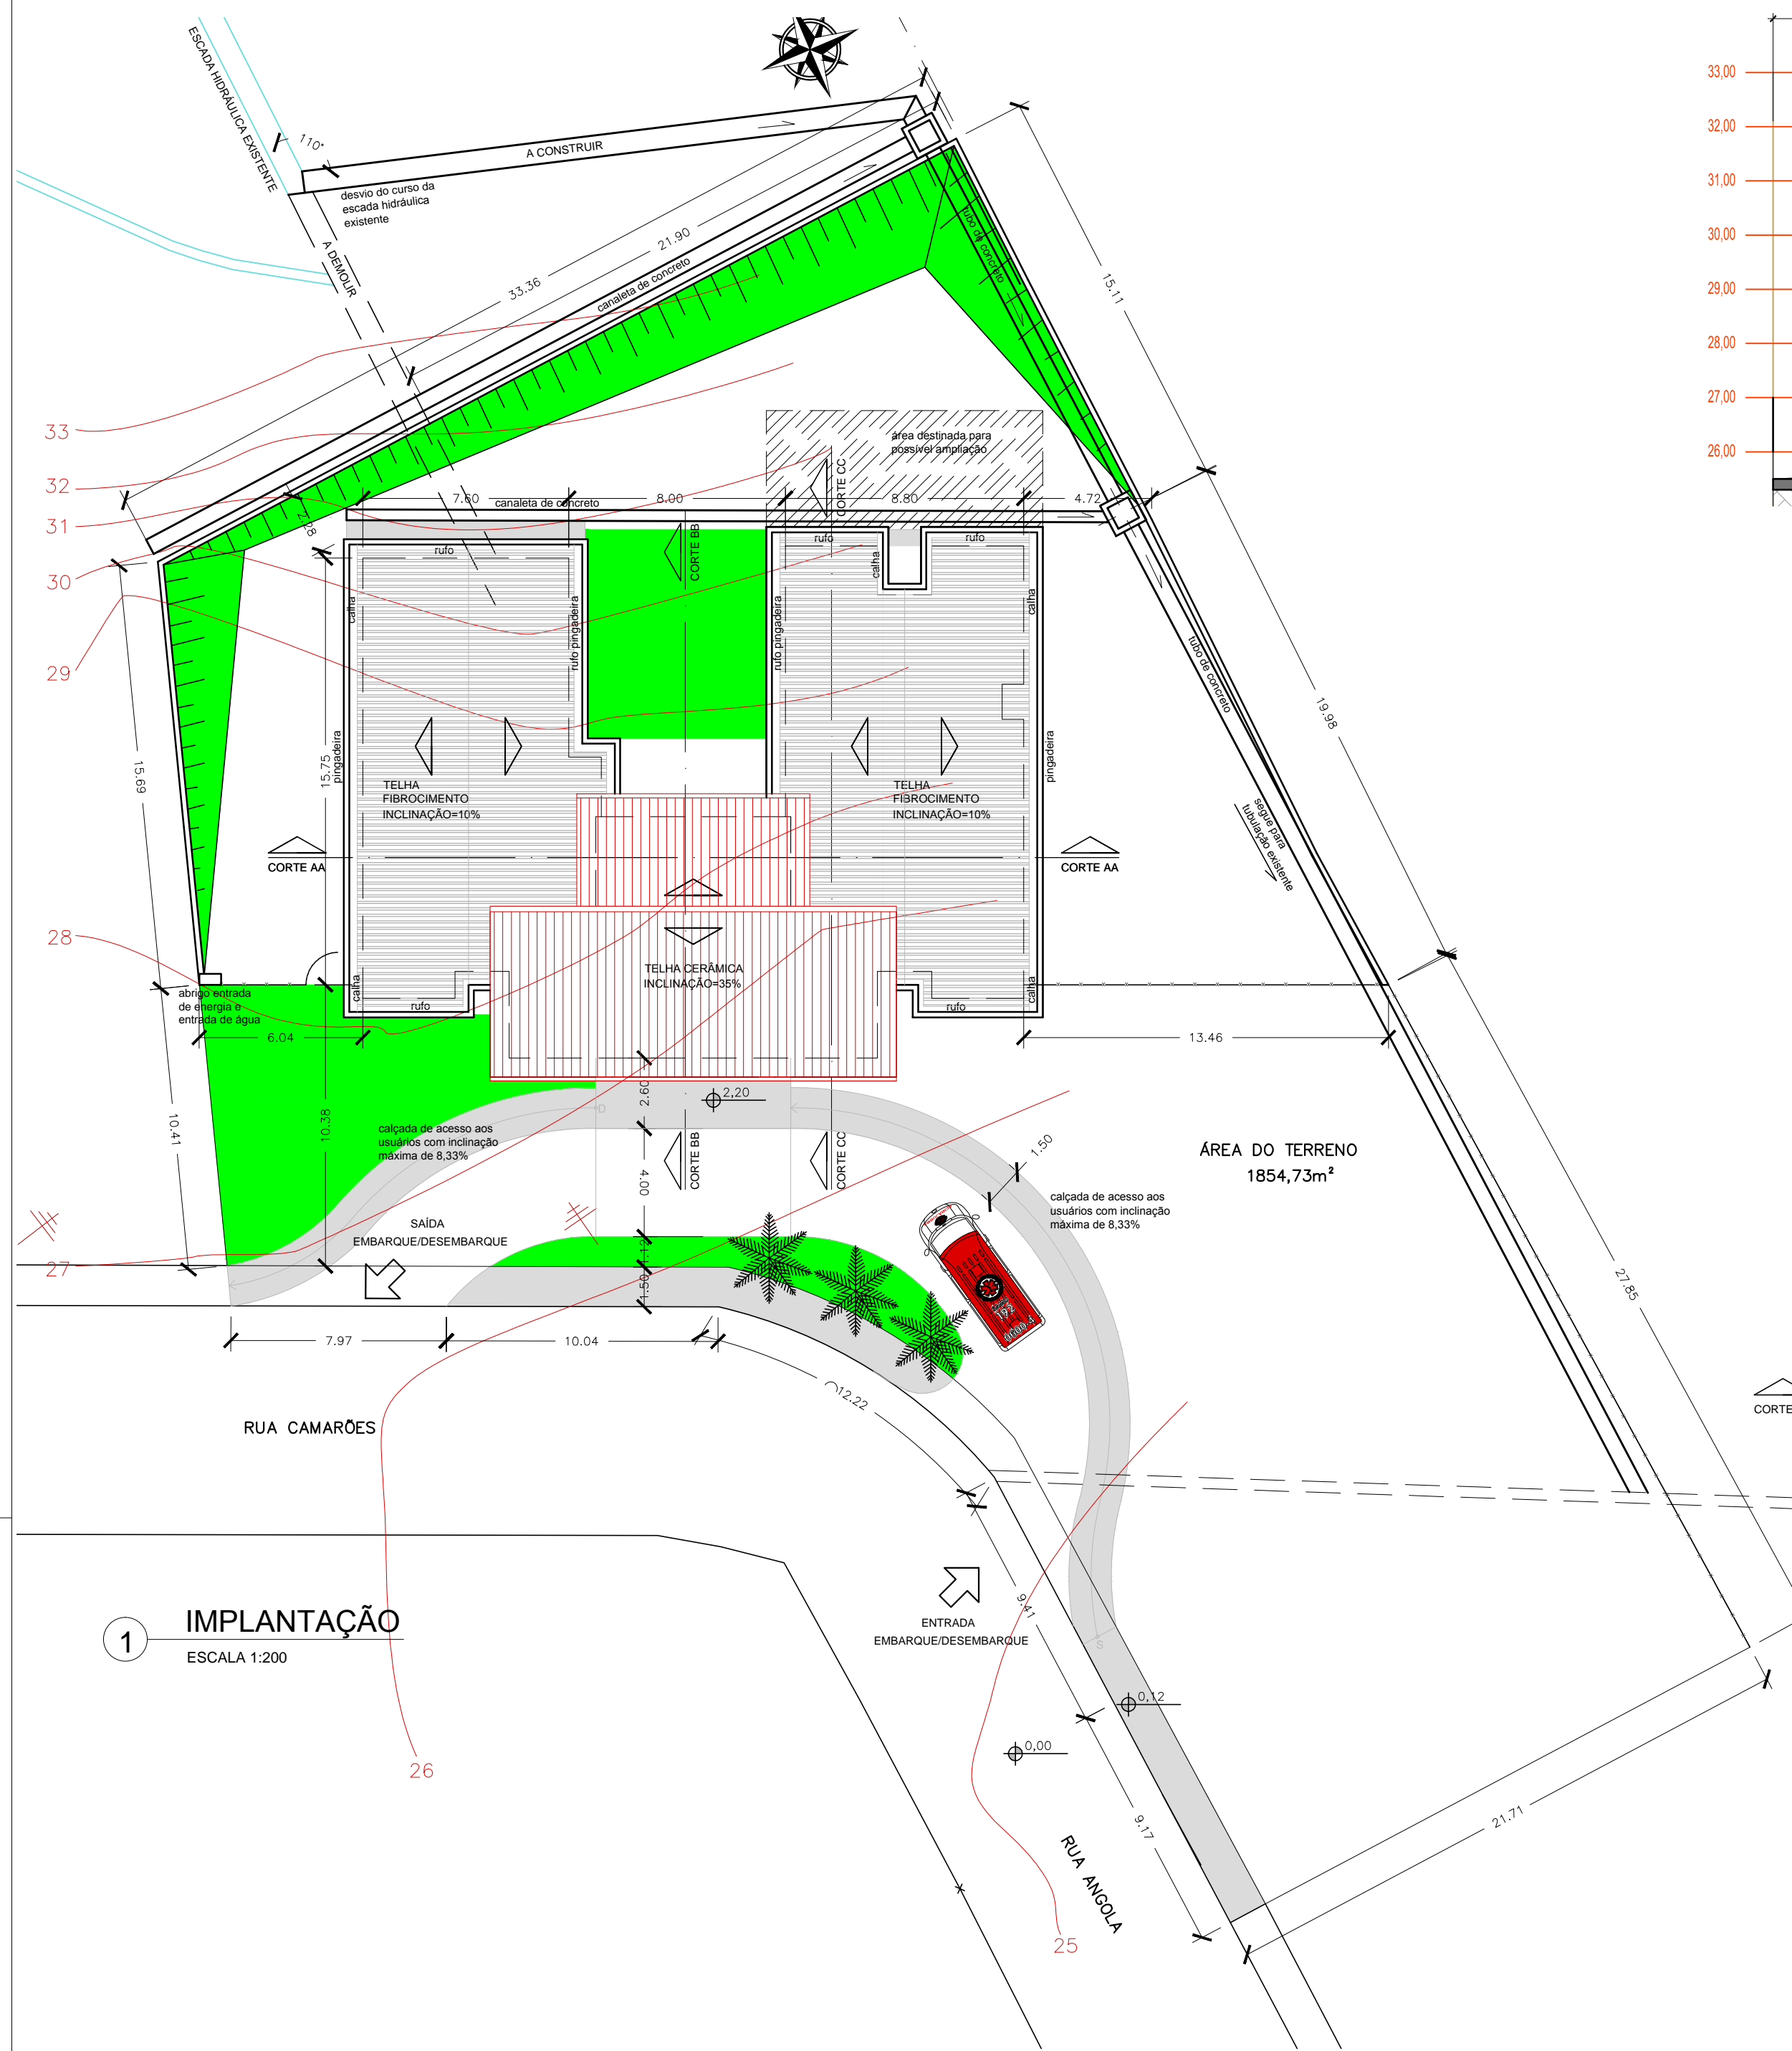 ESCADA HIDRÁULICA EXISTENTE
110°
A CONSTRUIR
desvio do curso da
escada hidráulica
existente
A DEMOLIR
33.36
21.90
canaleta de concreto
tubo de concreto
15.11
33,00
32,00
31,00
30,00
29,00
28,00
27,00
26,00
33
32
31
30
29
28
27
26
25
área destinada para
possível ampliação
CORTE CC
7.60
canaleta de concreto
8.00
8.80
4.72
2.28
rufo
rufo
rufo
calha
calha
calha
CORTE BB
rufo pingadeira
rufo pingadeira
tubo de concreto
19.98
15.69
15.75
pingadeira
pingadeira
TELHA
FIBROCIMENTO
INCLINAÇÃO=10%
TELHA
FIBROCIMENTO
INCLINAÇÃO=10%
segue para
tubulação existente
CORTE AA
CORTE AA
TELHA CERÂMICA
INCLINAÇÃO=35%
abrigo entrada
de energia e
entrada de água
calha
rufo
rufo
calha
6.04
13.46
10.41
10.38
2.60
2,20
D
calçada de acesso aos
usuários com inclinação
máxima de 8,33%
CORTE BB
CORTE CC
4.00
1.50
ÁREA DO TERRENO
1854,73m²
calçada de acesso aos
usuários com inclinação
máxima de 8,33%
SAÍDA
EMBARQUE/DESEMBARQUE
1.12
1.50
192
27.85
7.97
10.04
12.22
CORTE
RUA CAMARÕES
9.41
ENTRADA
EMBARQUE/DESEMBARQUE
S
1
IMPLANTAÇÃO
ESCALA 1:200
0,12
0,00
9.17
21.71
RUA ANGOLA